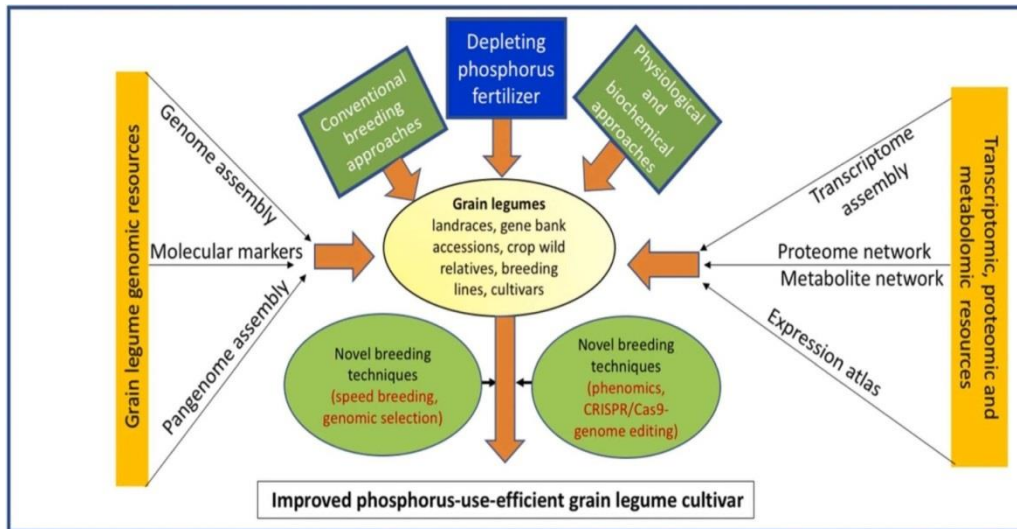 Depleting
phosphorus
fertilizer
Conventional
breeding
approaches
Physiological
and
biochemical
approaches
Grain legume genomic resources
Genome assembly
Molecular markers
Pangenome assembly
Grain legumes
landraces, gene bank
accessions, crop wild
relatives, breeding
lines, cultivars
Transcriptome
assembly
Proteome network
Metabolite network
Expression atlas
Transcriptomic, proteomic and
metabolomic resources
Novel breeding
techniques
(speed breeding,
genomic selection)
Novel breeding
techniques
(phenomics,
CRISPR/Cas9-
genome editing)
Improved phosphorus-use-efficient grain legume cultivar